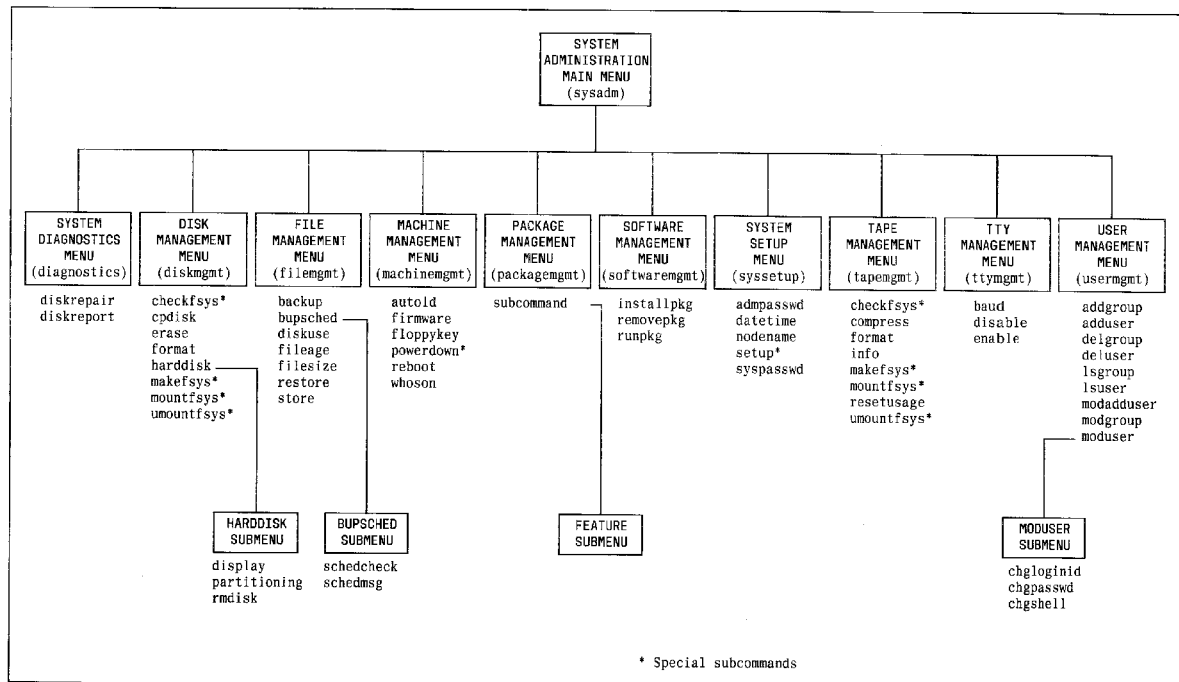 SYSTEM
ADMINISTRATION
MAIN MENU
(sysadm)
SYSTEM
DIAGNOSTICS
MENU
(diagnostics)
diskrepair
diskreport
DISK
MANAGEMENT
MENU
(diskmgmt)
checkfsys*
cpdisk
erase
format
harddisk
makefsys*
mountfsys*
umountfsys*
FILE
MANAGEMENT
MENU
(filemgmt)
backup
bupsched
diskuse
fileage
filesize
restore
store
MACHINE
MANAGEMENT
MENU
(machinemgmt)
autold
firmware
floppykey
powerdown*
reboot
whoson
PACKAGE
MANAGEMENT
MENU
(packagemgmt)
subcommand
SOFTWARE
MANAGEMENT
MENU
(softwaremgmt)
installpkg
removepkg
runpkg
SYSTEM
SETUP
MENU
(syssetup)
admpasswd
datetime
nodename
setup*
syspasswd
TAPE
MANAGEMENT
MENU
(tapemgmt)
checkfsys*
compress
format
info
makefsys*
mountfsys*
resetusage
umountfsys*
TTY
MANAGEMENT
MENU
(ttymgmt)
baud
disable
enable
USER
MANAGEMENT
MENU
(usermgmt)
addgroup
adduser
delgroup
deluser
lsgroup
lsuser
modadduser
modgroup
moduser
HARDDISK
SUBMENU
display
partitioning
rmdisk
BUPSCHED
SUBMENU
schedcheck
schedmsg
FEATURE
SUBMENU
MODUSER
SUBMENU
chgloginid
chgpasswd
chgshell
* Special subcommands